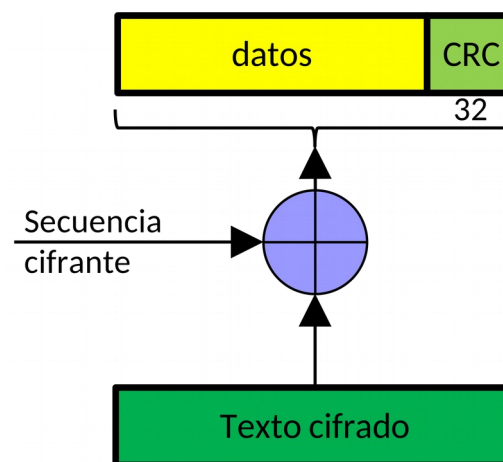 datos
CRC
32
Secuencia
cifrante
Texto cifrado